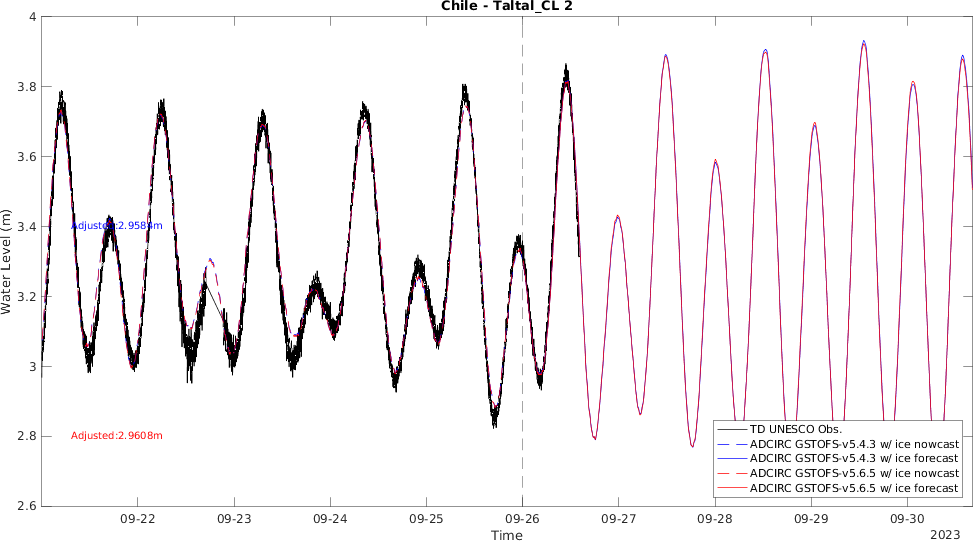 Chile - Taltal_CL 2
4
3.8
3.6
3.4
3.2
3
2.8
2.6
Water Level (m)
Adjusted:2.9584m
Adjusted:2.9608m
TD UNESCO Obs.
ADCIRC GSTOFS-v5.4.3 w/ ice nowcast
ADCIRC GSTOFS-v5.4.3 w/ ice forecast
ADCIRC GSTOFS-v5.6.5 w/ ice nowcast
ADCIRC GSTOFS-v5.6.5 w/ ice forecast
09-22
09-23
09-24
09-25
09-26
09-27
09-28
09-29
09-30
Time
2023